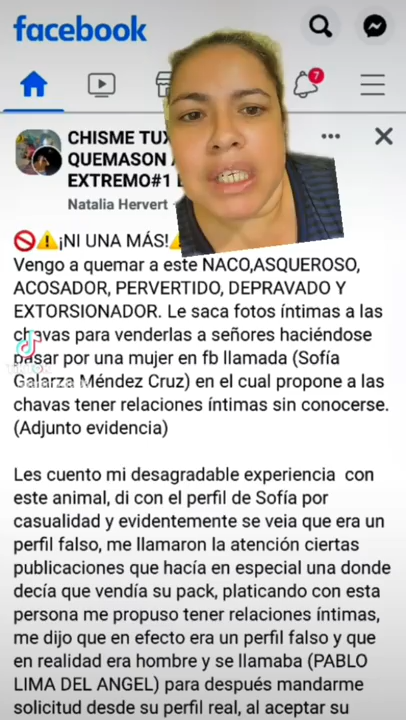 facebook
7
CHISME TUX
QUEMASON
EXTREMO#1
Natalia Hervert
¡NI UNA MÁS!
Vengo a quemar a este NACO,ASQUEROSO,
ACOSADOR, PERVERTIDO, DEPRAVADO Y
EXTORSIONADOR. Le saca fotos íntimas a las
chavas para venderlas a señores haciéndose
pasar por una mujer en fb llamada (Sofía
Galarza Méndez Cruz) en el cual propone a las
chavas tener relaciones íntimas sin conocerse.
(Adjunto evidencia)
Les cuento mi desagradable experiencia con
este animal, di con el perfil de Sofía por
casualidad y evidentemente se veia que era un
perfil falso, me llamaron la atención ciertas
publicaciones que hacía en especial una donde
decía que vendía su pack, platicando con esta
persona me propuso tener relaciones íntimas,
me dijo que en efecto era un perfil falso y que
en realidad era hombre y se llamaba (PABLO
LIMA DEL ANGEL) para después mandarme
solicitud desde su perfil real, al aceptar su